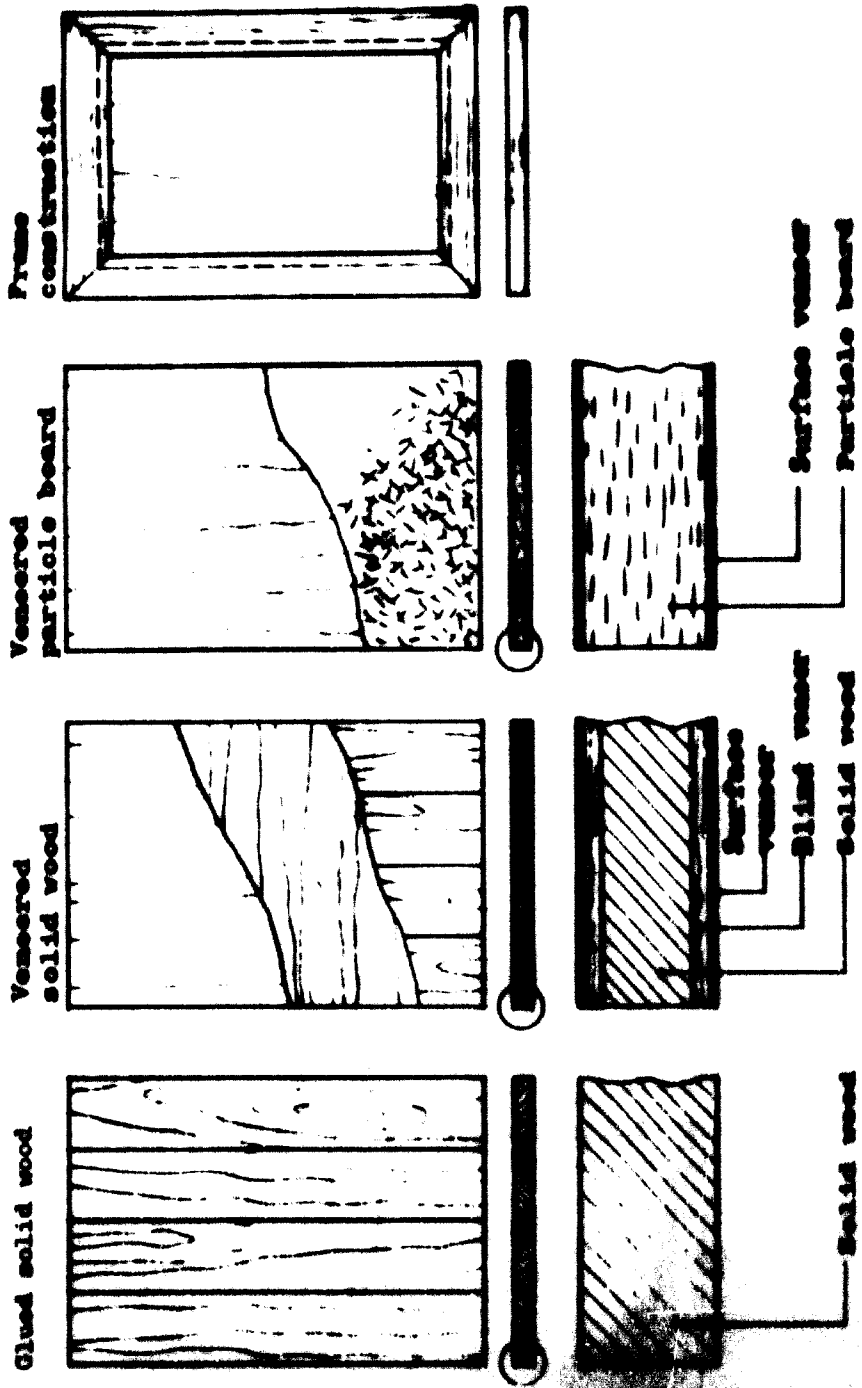 Glued solid wood
Veneered
solid wood
Veneered
particle board
Frame
construction
Solid wood
Surface
veneer
Blind veneer
Solid wood
Surface veneer
Particle board